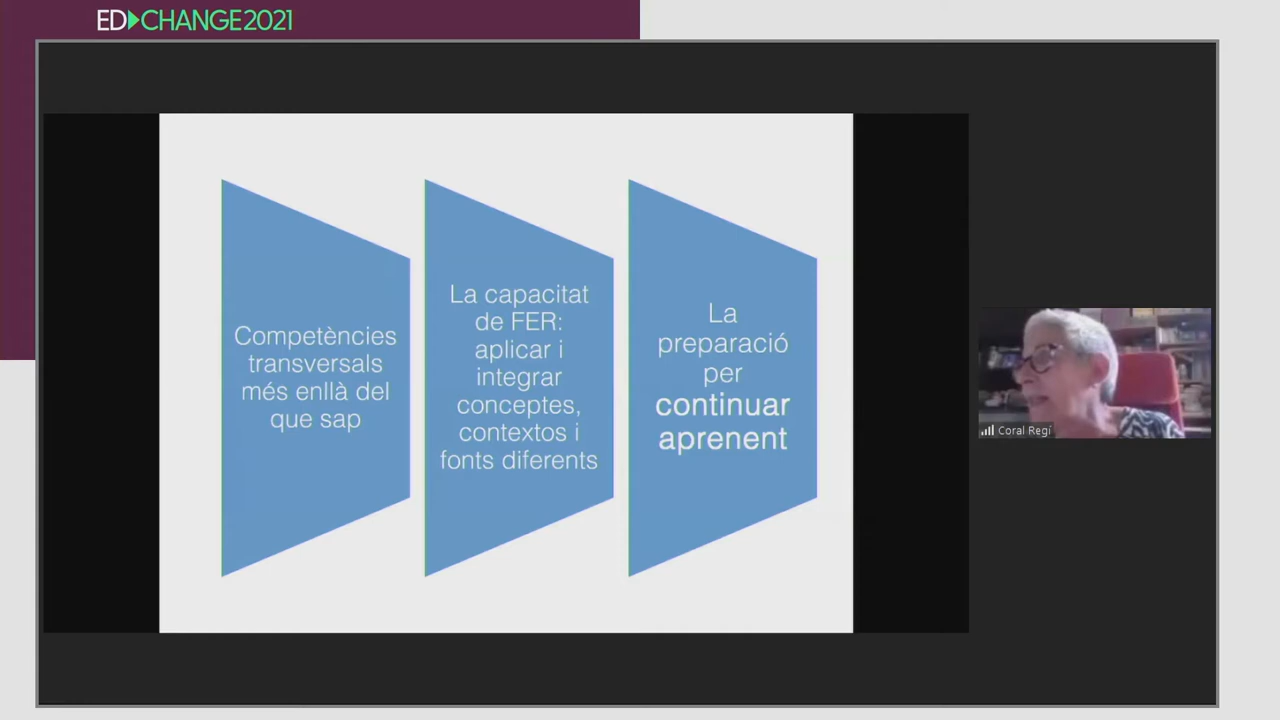 ED CHANGE2021
Competències
transversals
més enllà del
que sap
La capacitat
de FER:
aplicar i
integrar
conceptes,
contextos i
fonts diferents
La
preparació
per
continuar
aprenent
Coral Regí